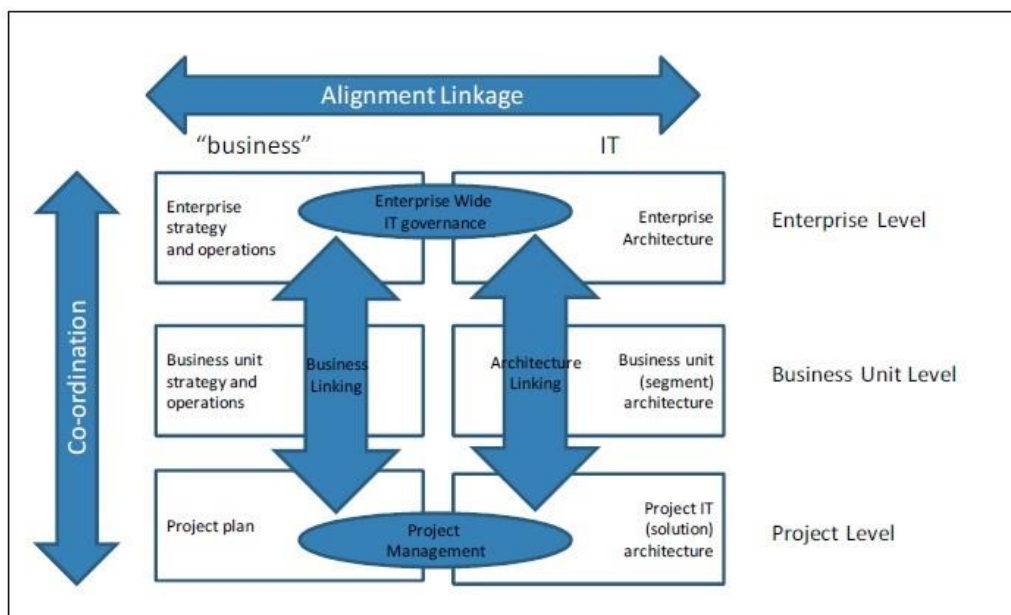 Alignment Linkage
“business”
IT
Enterprise
strategy
and operations
Enterprise Wide
IT governance
Enterprise
Architecture
Enterprise Level
Co-ordination
Business unit
strategy and
operations
Business
Linking
Architecture
Linking
Business unit
(segment)
architecture
Business Unit Level
Project plan
Project
Management
Project IT
(solution)
architecture
Project Level